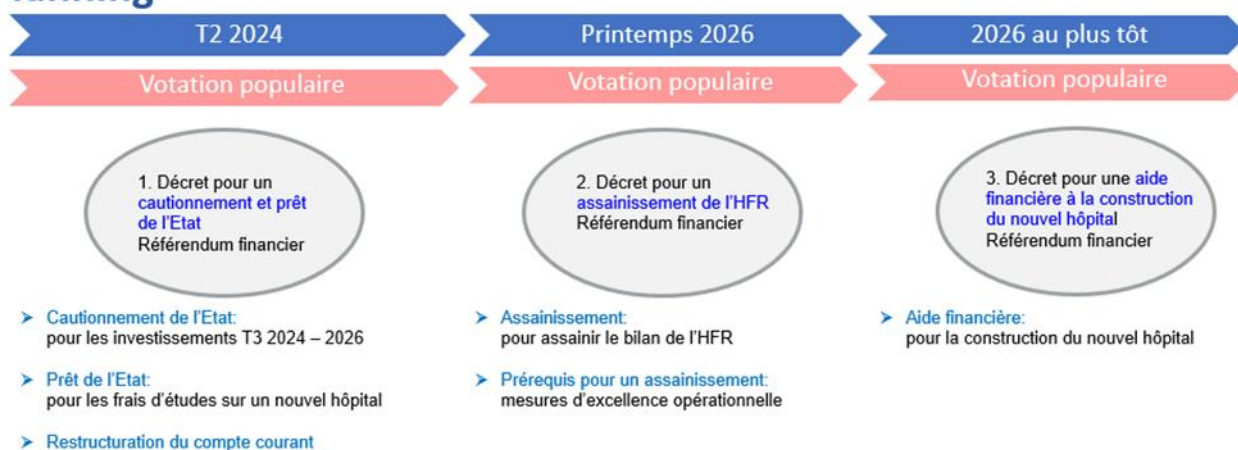 T2 2024
Printemps 2026
2026 au plus tôt
Votation populaire
Votation populaire
Votation populaire
1. Décret pour un
cautionnement et prêt
de l'Etat
Référendum financier
2. Décret pour un
assainissement de l'HFR
Référendum financier
3. Décret pour une aide
financière à la construction
du nouvel hôpital
Référendum financier
➤ Cautionnement de l'Etat:
pour les investissements T3 2024 – 2026
➤ Prêt de l'Etat:
pour les frais d'études sur un nouvel hôpital
➤ Restructuration du compte courant
➤ Assainissement:
pour assainir le bilan de l'HFR
➤ Prérequis pour un assainissement:
mesures d'excellence opérationnelle
➤ Aide financière:
pour la construction du nouvel hôpital